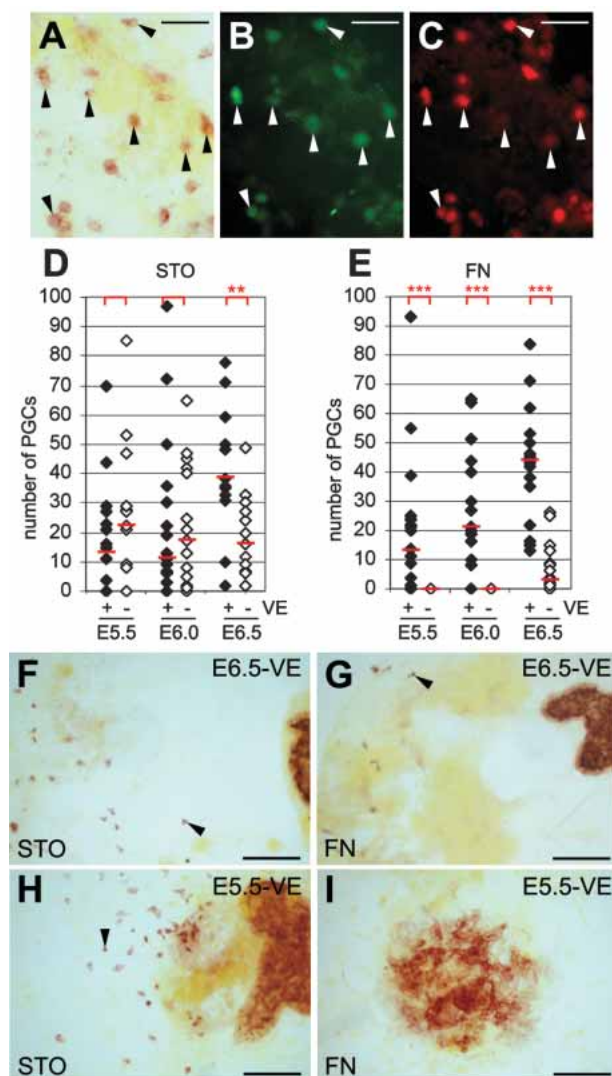 A B C
D STO E FN
** *** *** ***
number of PGCs 100 90 80 70 60 50 40 30 20 10 0
number of PGCs 100 90 80 70 60 50 40 30 20 10 0
+ - + - + - VE + - + - + - VE
E5.5 E6.0 E6.5 E5.5 E6.0 E6.5
F E6.5-VE G E6.5-VE
STO FN
H E5.5-VE I E5.5-VE
STO FN